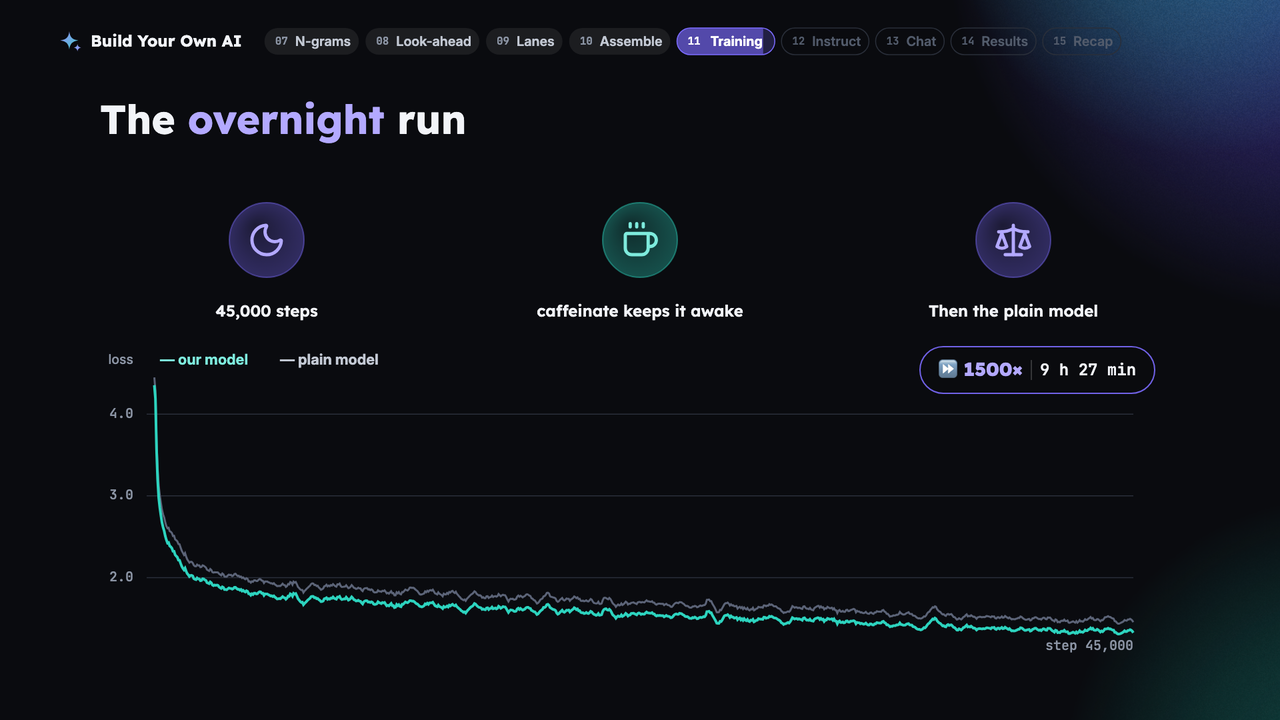 Build Your Own AI
07 N-grams
08 Look-ahead
09 Lanes
10 Assemble
11 Training
12 Instruct
13 Chat
14 Results
15 Recap
The overnight run
45,000 steps
caffeinate keeps it awake
Then the plain model
loss
— our model
— plain model
⏩ 1500× | 9 h 27 min
4.0
3.0
2.0
step 45,000